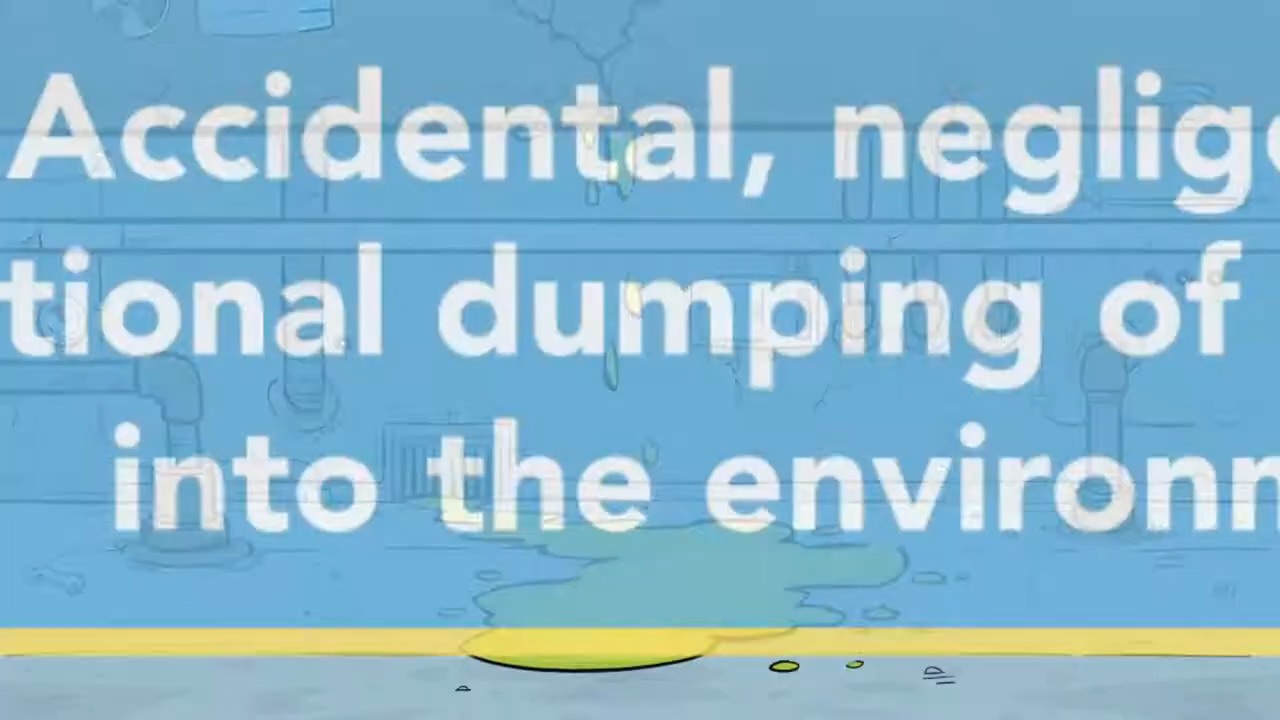 Accidental, neglig
tional dumping of
into the environ